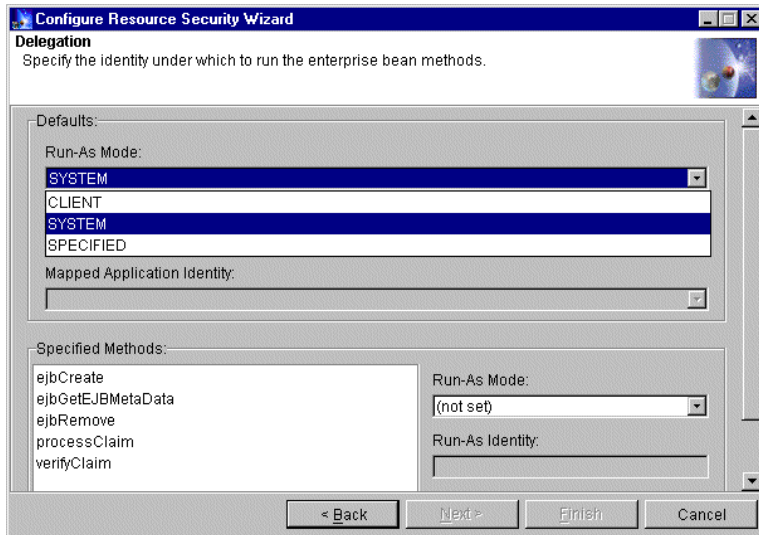 Configure Resource Security Wizard
Delegation
Specify the identity under which to run the enterprise bean methods.
Defaults:
Run-As Mode:
SYSTEM
CLIENT
SYSTEM
SPECIFIED
Mapped Application Identity:
Specified Methods:
ejbCreate
ejbGetEJBMetaData
ejbRemove
processClaim
verifyClaim
Run-As Mode:
(not set)
Run-As Identity:
< Back
Next >
Finish
Cancel